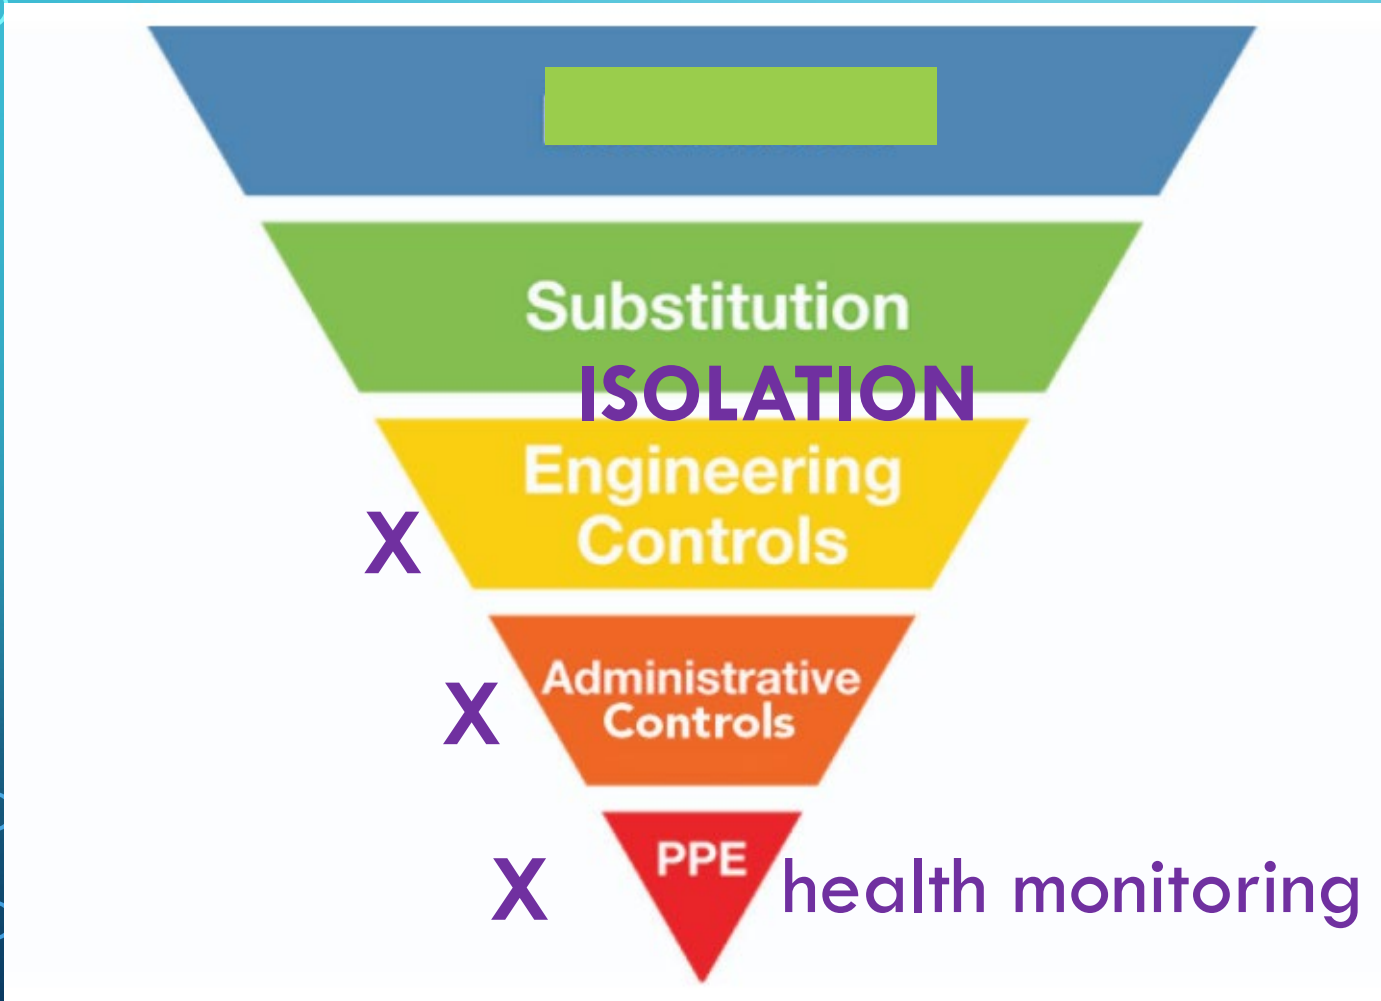 Substitution
ISOLATION
Engineering
Controls
X
Administrative
Controls
X
PPE
X
health monitoring